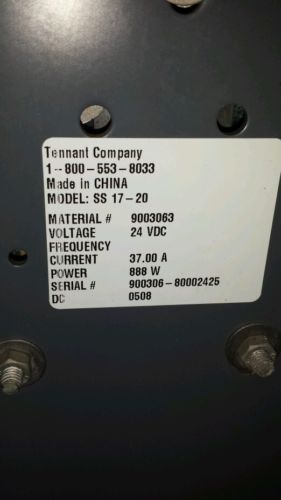 Tennant Company
1-800-553-8033
Made in CHINA
MODEL: SS 17-20
MATERIAL # 9003063
VOLTAGE 24 VDC
FREQUENCY
CURRENT 37.00 A
POWER 888 W
SERIAL # 900306-80002425
DC 0508